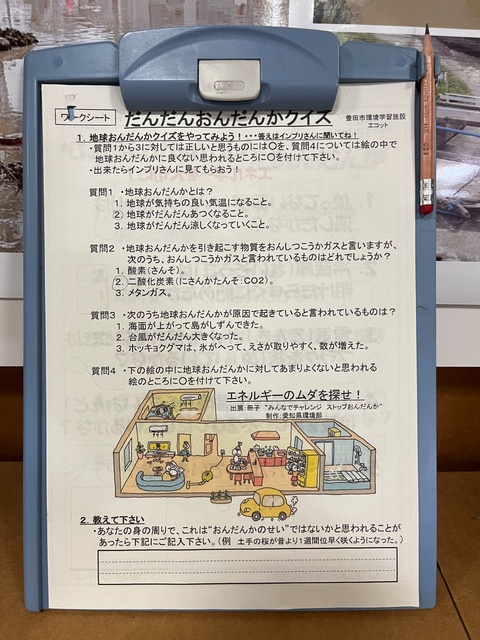 ワークシート
だんだんおんだんかクイズ
豊田市環境学習施設
エコット
1. 地球おんだんかクイズをやってみよう！・・・答えはインプリさんに聞いてね！
・質問1から3に対しては正しいと思うものには〇を、質問4については絵の中で
地球おんだんかに良くない思われるところに〇を付けて下さい。
・出来たらインプリさんに見てもらおう！
質問1 ・地球おんだんかとは？
1. 地球が気持ちの良い気温になること。
2. 地球がだんだんあつくなること。
3. 地球がだんだん涼しくなっていくこと。
質問2 ・地球おんだんかを引き起こす物質をおんしつこうかガスと言いますが、
次のうち、おんしつこうかガスと言われているものはどれでしょうか？
1. 酸素（さんそ）。
2. 二酸化炭素（にさんかたんそ：CO2）。
3. メタンガス。
質問3 ・次のうち地球おんだんかが原因で起きていると言われているものは？
1. 海面が上がって島がしずんできた。
2. 台風がだんだん大きくなった。
3. ホッキョクグマは、氷がへって、えさが取りやすく、数が増えた。
質問4 ・下の絵の中に地球おんだんかに対してあまりよくないと思われる
絵のところに〇を付けて下さい。
エネルギーのムダを探せ！
出展：冊子 “みんなでチャレンジ ストップおんだんか”
制作：愛知県環境部
2. 教えて下さい
・あなたの身の周りで、これは“おんだんかのせい”ではないかと思われることが
あったら下記にご記入下さい。（例 土手の桜が昔より1週間位早く咲くようになった。）